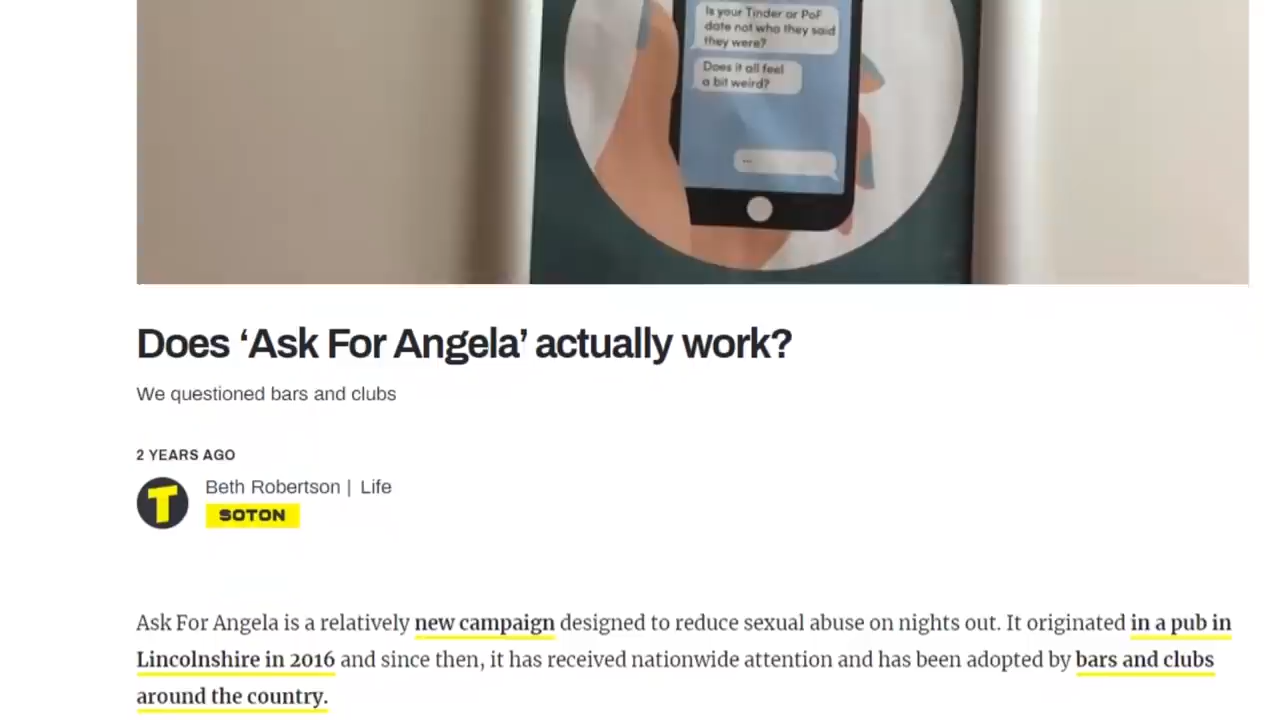 Is your Tinder or PoF
date not who they said
they were?
Does it all feel
a bit weird?
...
Does ‘Ask For Angela’ actually work?
We questioned bars and clubs
2 YEARS AGO
T
Beth Robertson | Life
SOTON
Ask For Angela is a relatively new campaign designed to reduce sexual abuse on nights out. It originated in a pub in
Lincolnshire in 2016 and since then, it has received nationwide attention and has been adopted by bars and clubs
around the country.